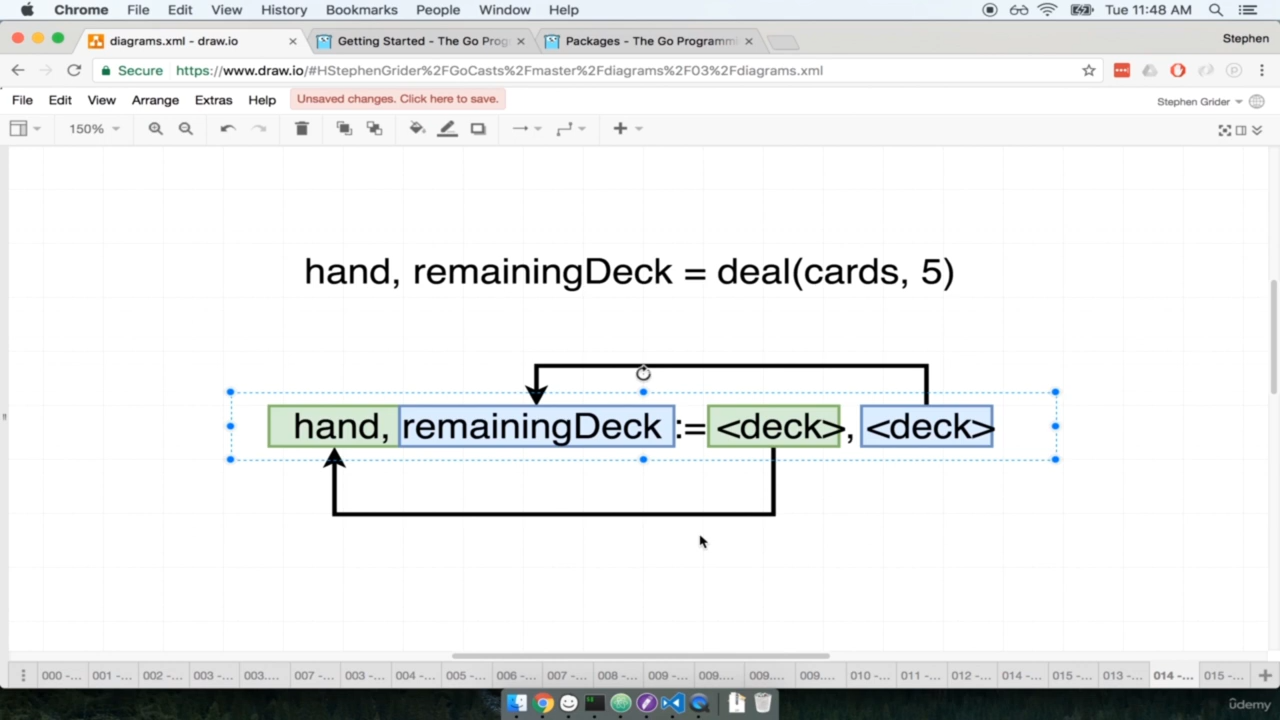 Chrome File Edit View History Bookmarks People Window Help Tue 11:48 AM
diagrams.xml - draw.io Getting Started - The Go Prog Packages - The Go Programmi Stephen
Secure https://www.draw.io/#HStephenGrider%2FGoCasts%2Fmaster%2Fdiagrams%2F03%2Fdiagrams.xml
File Edit View Arrange Extras Help Unsaved changes. Click here to save. Stephen Grider
150%
hand, remainingDeck = deal(cards, 5)
hand, remainingDeck := <deck>, <deck>
000 -... 001 -... 002 -... 003 -... 003... 007 -... 003 -... 004 -... 005 -... 006 -... 007 -... 008 -... 009 -... 009... 009 -... 009... 010 -... 011 -... 012 -... 014 -... 015 -... 013 -... 014 -... 015 -...
ûdemy